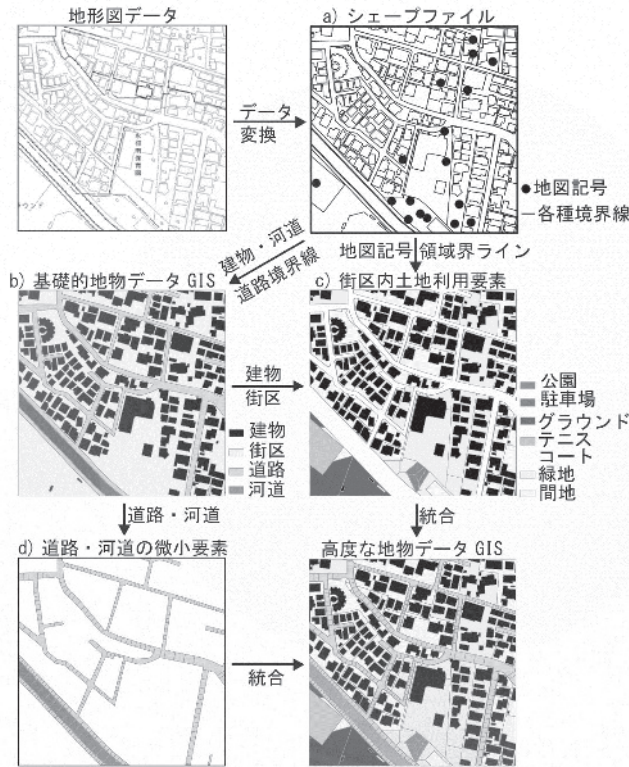 地形図データ
a) シェープファイル
データ
変換
●地図記号
―各種境界線
建物・河川
道路境界線
地図記号 領域界ライン
b) 基礎的地物データ GIS
c) 街区内土地利用要素
建物
街区
建物
街区
道路
河道
公園
駐車場
グラウンド
テニス
コート
緑地
間地
道路・河道
統合
d) 道路・河道の微小要素
高度な地物データ GIS
統合